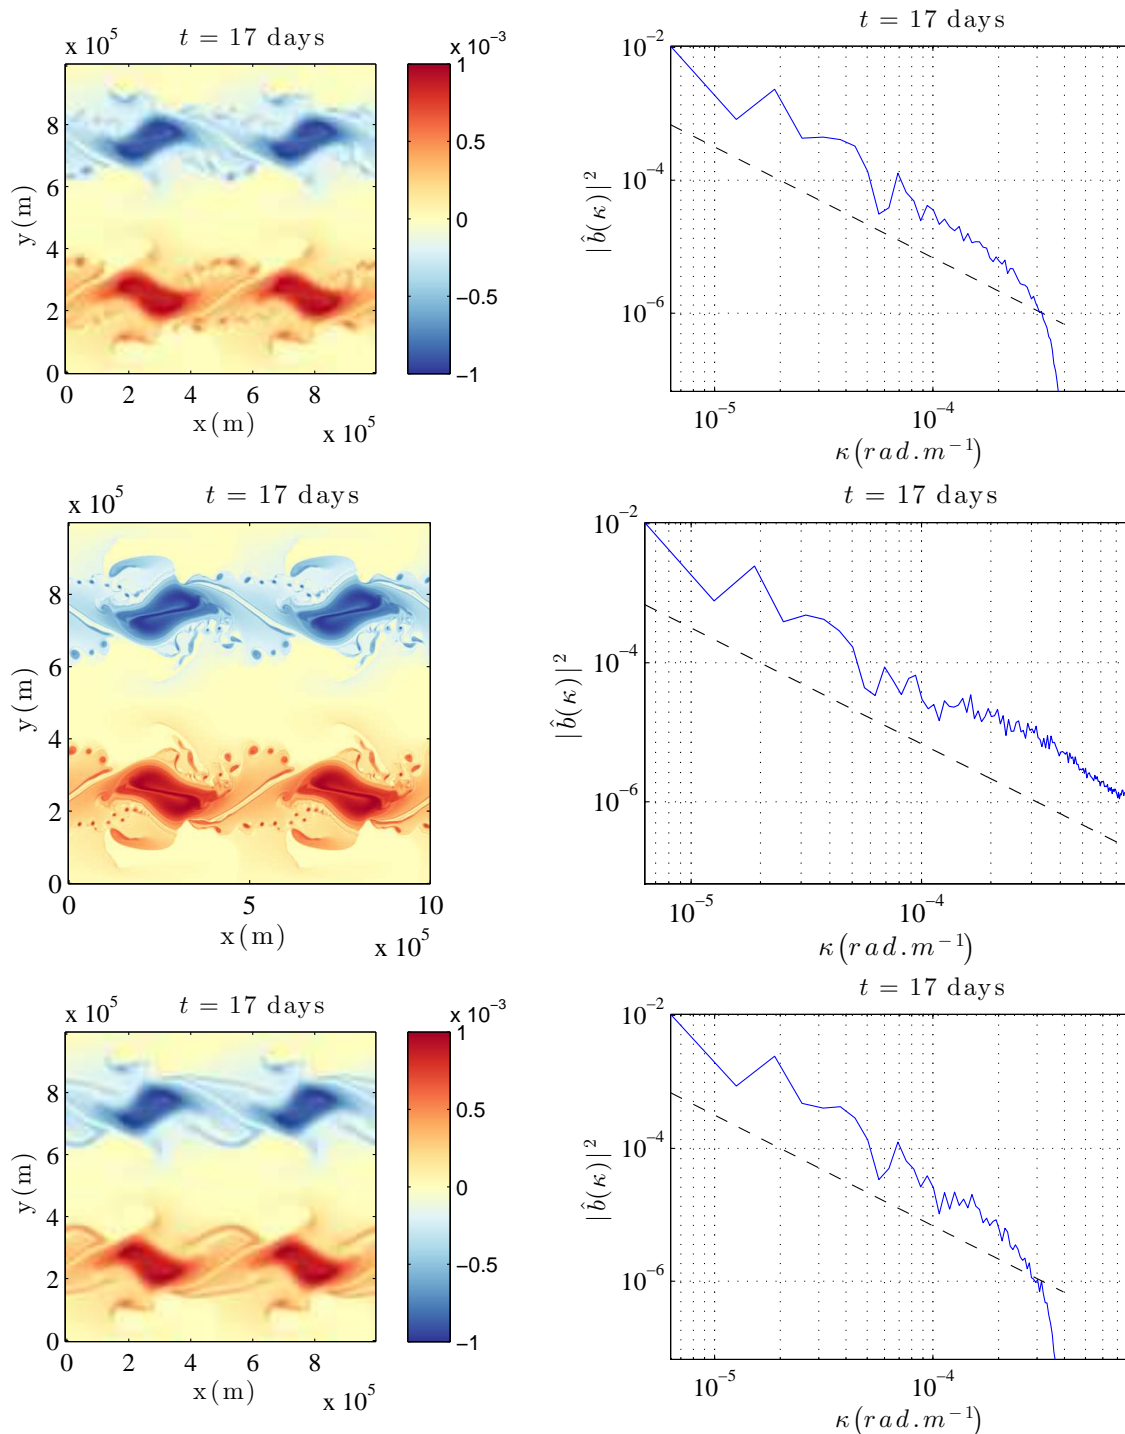 t = 17 days
x 10^5
x 10^-3
y (m)
8
6
4
2
0
0 2 4 6 8
x (m)
x 10^5
1
0.5
0
−0.5
−1
t = 17 days
|b̂(κ)|^2
10^-2
10^-4
10^-6
10^-5 10^-4
κ (rad.m^-1)
t = 17 days
x 10^5
y (m)
8
6
4
2
0
0 5 10
x (m)
x 10^5
t = 17 days
|b̂(κ)|^2
10^-2
10^-4
10^-6
10^-5 10^-4
κ (rad.m^-1)
t = 17 days
x 10^5
x 10^-3
y (m)
8
6
4
2
0
0 2 4 6 8
x (m)
x 10^5
1
0.5
0
−0.5
−1
t = 17 days
|b̂(κ)|^2
10^-2
10^-4
10^-6
10^-5 10^-4
κ (rad.m^-1)